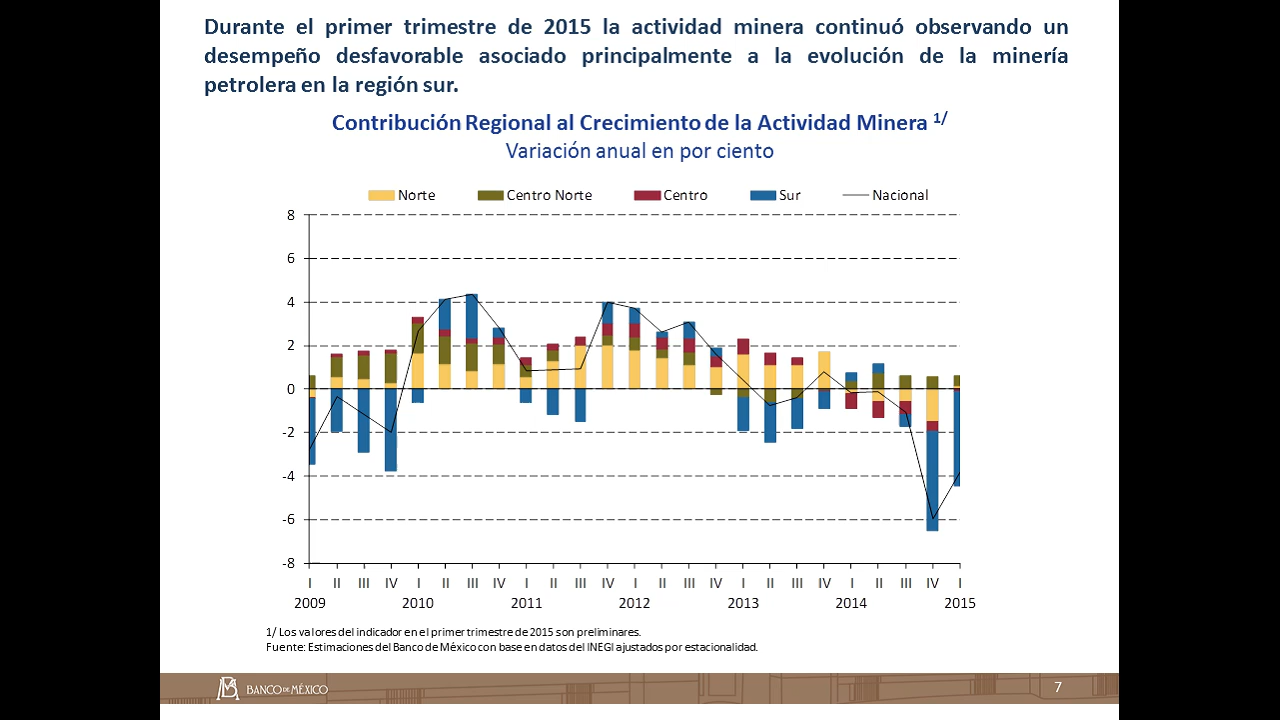 Durante el primer trimestre de 2015 la actividad minera continuó observando un
desempeño desfavorable asociado principalmente a la evolución de la minería
petrolera en la región sur.
Contribución Regional al Crecimiento de la Actividad Minera 1/
Variación anual en por ciento
Norte Centro Norte Centro Sur Nacional
8
6
4
2
0
-2
-4
-6
-8
I II III IV I II III IV I II III IV I II III IV I II III IV I II III IV I
2009 2010 2011 2012 2013 2014 2015
1/ Los valores del indicador en el primer trimestre de 2015 son preliminares.
Fuente: Estimaciones del Banco de México con base en datos del INEGI ajustados por estacionalidad.
BANCO DE MÉXICO 7